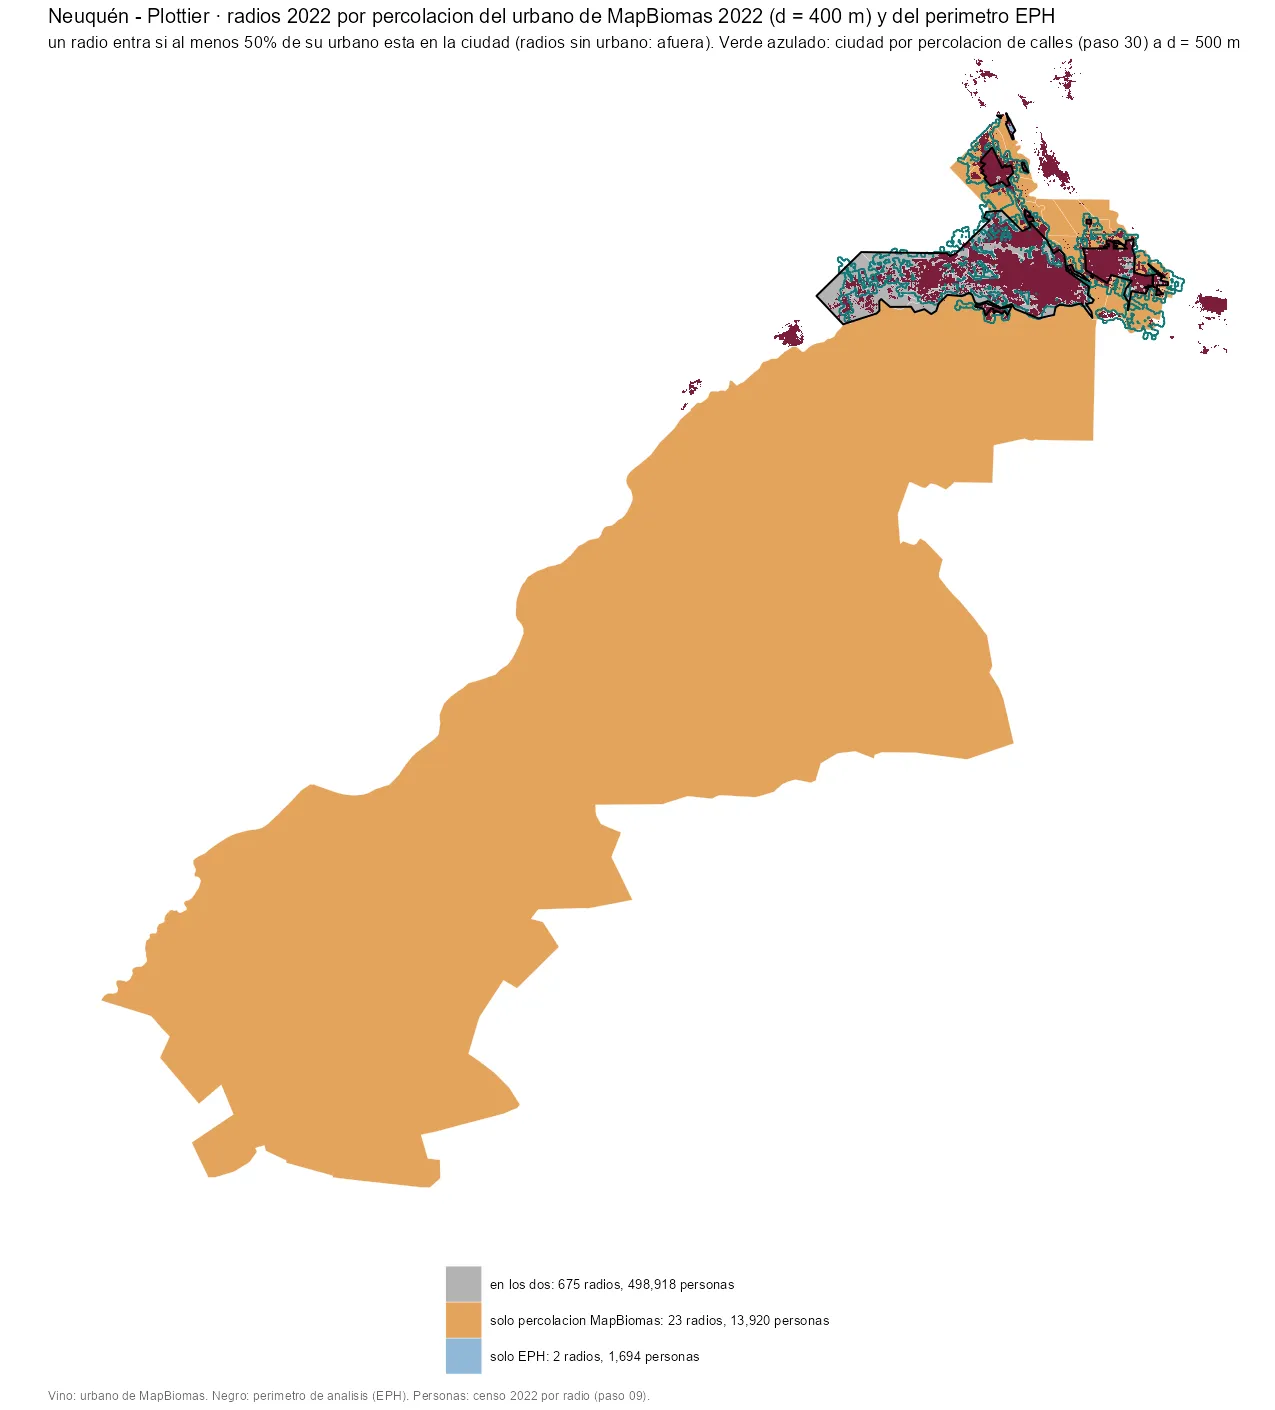 Neuquén - Plottier · radios 2022 por percolacion del urbano de MapBiomas 2022 (d = 400 m) y del perimetro EPH
un radio entra si al menos 50% de su urbano esta en la ciudad (radios sin urbano: afuera). Verde azulado: ciudad por percolacion de calles (paso 30) a d = 500 m
en los dos: 675 radios, 498,918 personas
solo percolacion MapBiomas: 23 radios, 13,920 personas
solo EPH: 2 radios, 1,694 personas
Vino: urbano de MapBiomas. Negro: perimetro de analisis (EPH). Personas: censo 2022 por radio (paso 09).